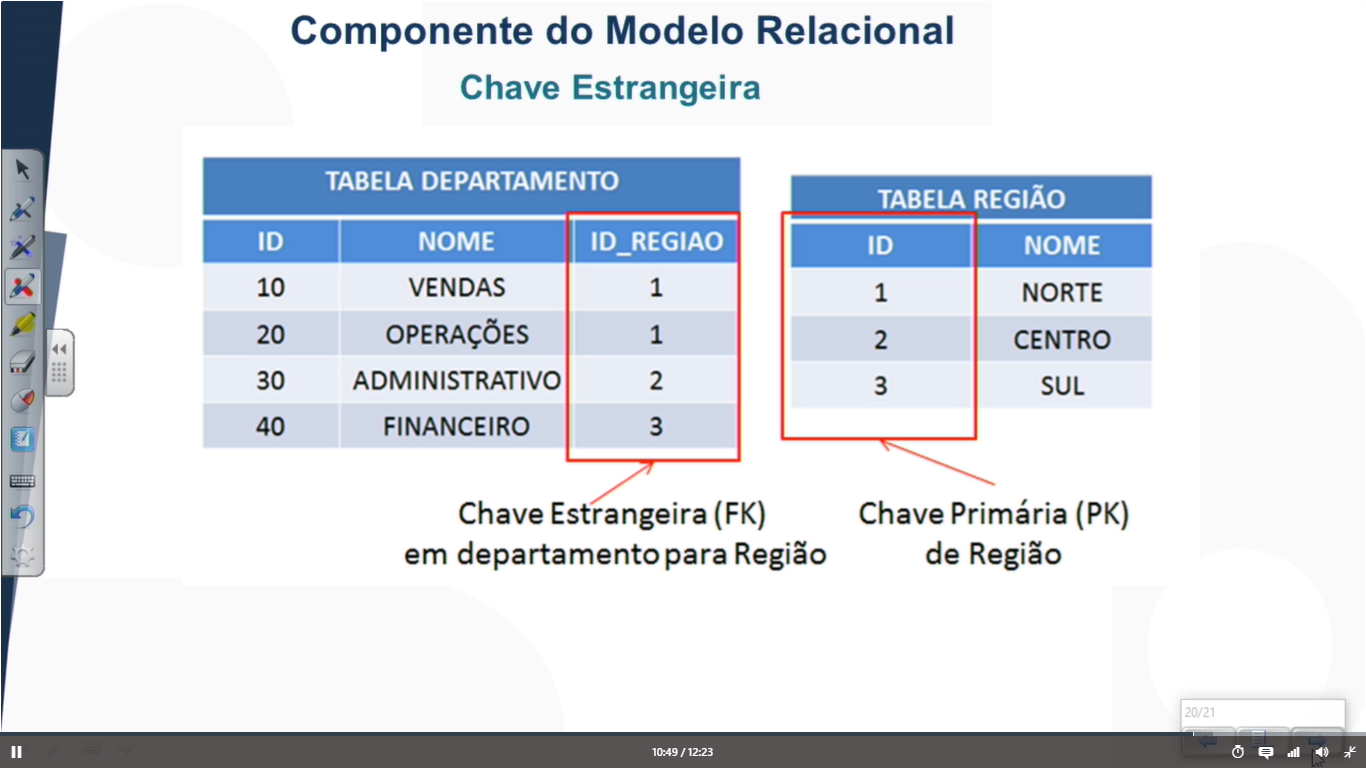 Componente do Modelo Relacional
Chave Estrangeira
TABELA DEPARTAMENTO
ID NOME ID_REGIAO
10 VENDAS 1
20 OPERAÇÕES 1
30 ADMINISTRATIVO 2
40 FINANCEIRO 3
TABELA REGIÃO
ID NOME
1 NORTE
2 CENTRO
3 SUL
Chave Estrangeira (FK)
em departamento para Região
Chave Primária (PK)
de Região
20/21
10:49 / 12:23